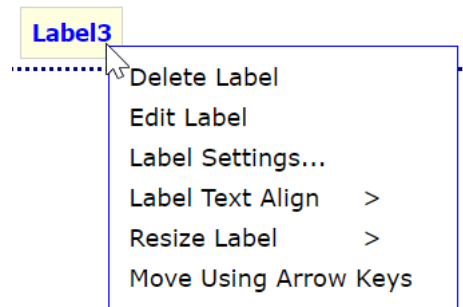 Label3
Delete Label
Edit Label
Label Settings...
Label Text Align >
Resize Label >
Move Using Arrow Keys